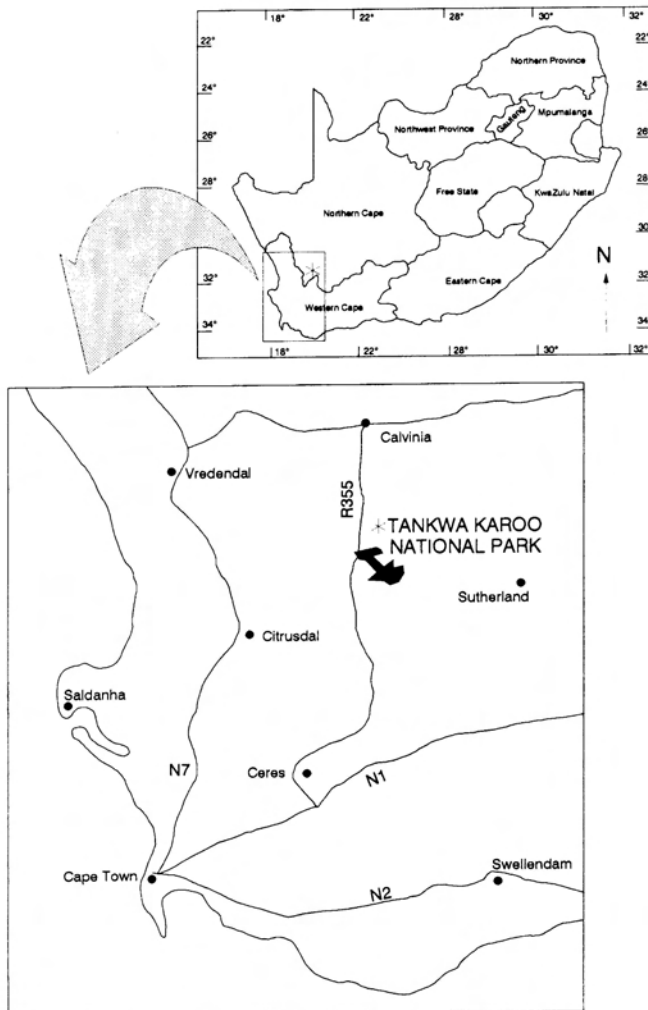 18°
22°
26°
30°
32°
22°
24°
26°
28°
32°
34°
22°
24°
26°
28°
30°
32°
34°
Northern Province
Gauteng
Mpumalanga
Northwest Province
Free State
KwaZulu Natal
Northern Cape
N
Eastern Cape
Western Cape
18°
22°
28°
30°
32°
Calvinia
Vredendal
R355
TANKWA KAROO
NATIONAL PARK
Sutherland
Citrusdal
Saldanha
N7
Ceres
N1
Cape Town
Swellendam
N2